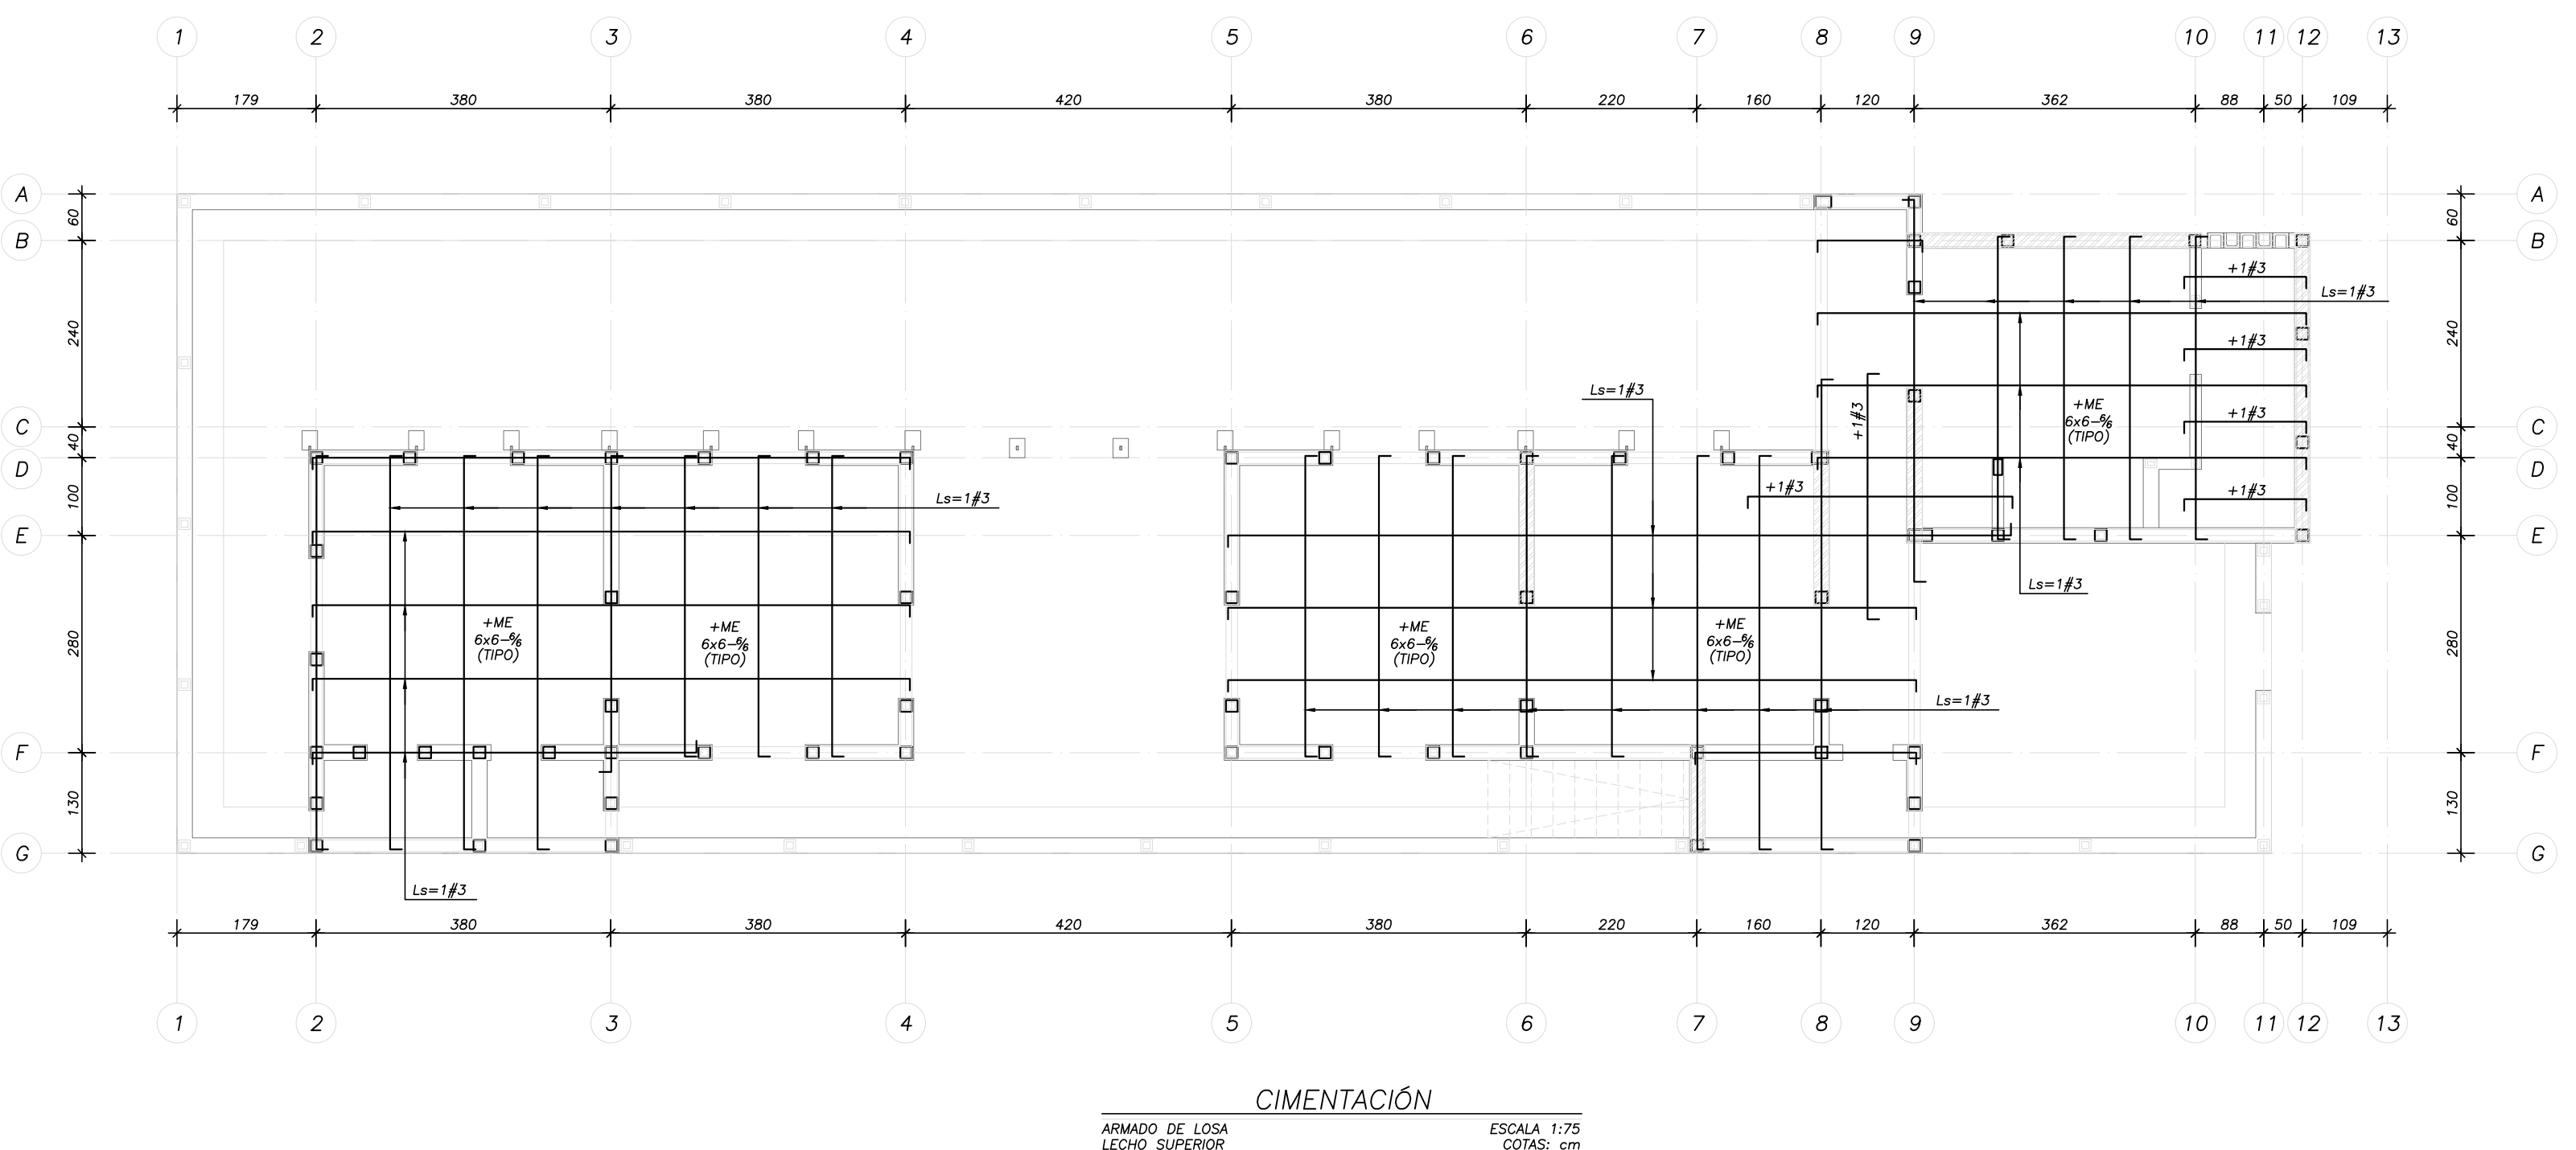 1 2 3 4 5 6 7 8 9 10 11 12 13
179 380 380 420 380 220 160 120 362 88 50 109
A A
60 60
B B
+1#3
Ls=1#3
240 240
+1#3
Ls=1#3
+ME
6x6-6/6
(TIPO)
+1#3
+1#3
C C
40 40
D D
+1#3
+1#3
Ls=1#3
100 100
E E
Ls=1#3
+ME
6x6-6/6
(TIPO)
+ME
6x6-6/6
(TIPO)
+ME
6x6-6/6
(TIPO)
+ME
6x6-6/6
(TIPO)
280 280
Ls=1#3
F F
130 130
G G
Ls=1#3
179 380 380 420 380 220 160 120 362 88 50 109
1 2 3 4 5 6 7 8 9 10 11 12 13
CIMENTACIÓN
ARMADO DE LOSA ESCALA 1:75
LECHO SUPERIOR COTAS: cm